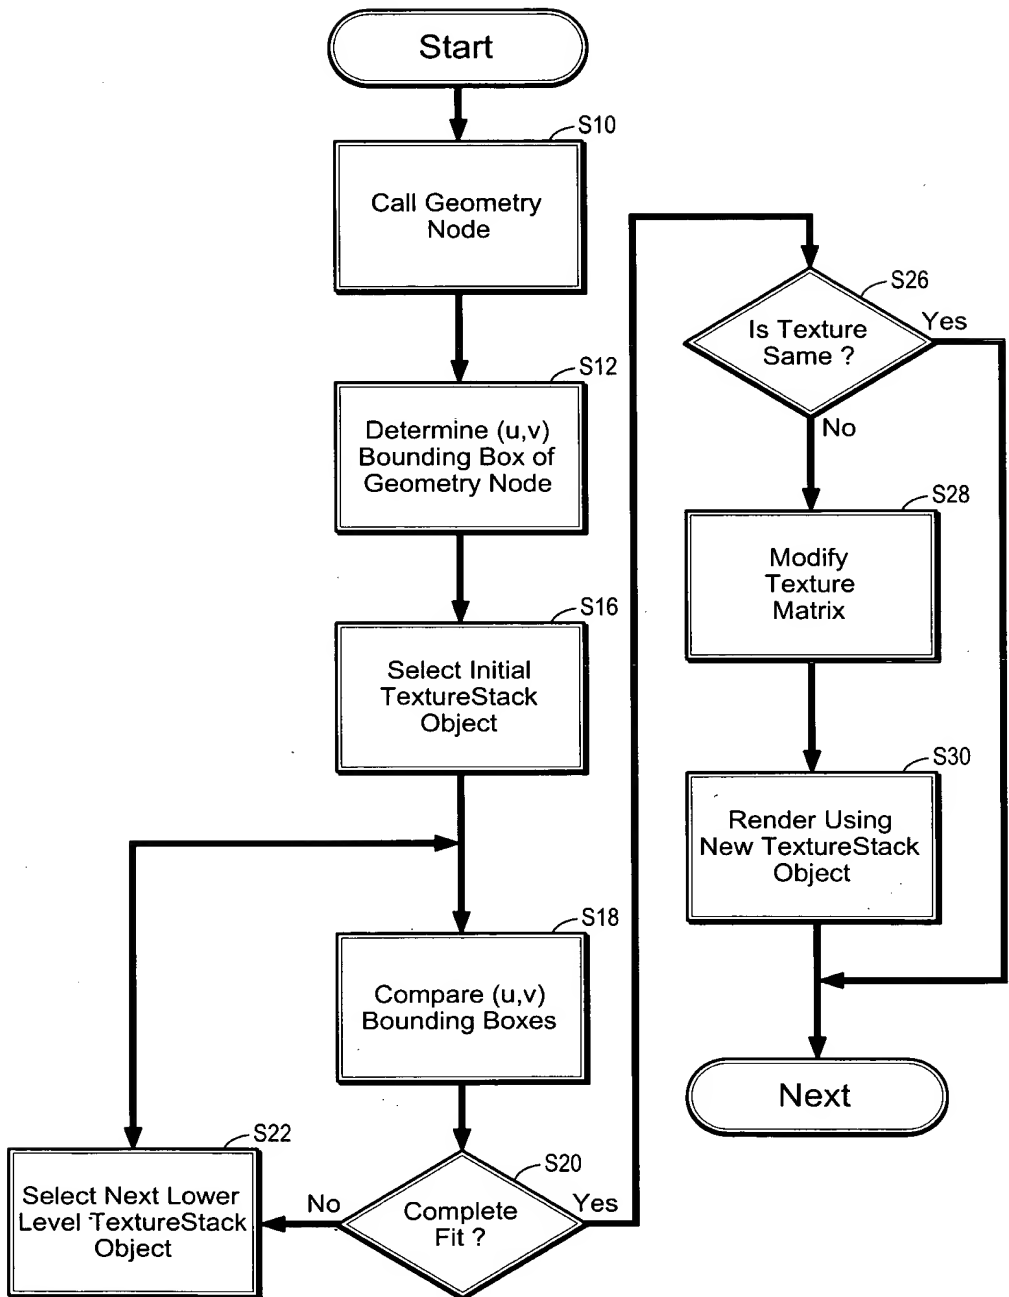 Start
S10
Call Geometry
Node
S12
Determine (u,v)
Bounding Box of
Geometry Node
S16
Select Initial
TextureStack
Object
S18
Compare (u,v)
Bounding Boxes
S20
Complete
Fit ?
No
Yes
S22
Select Next Lower
Level TextureStack
Object
S26
Is Texture
Same ?
Yes
No
S28
Modify
Texture
Matrix
S30
Render Using
New TextureStack
Object
Next